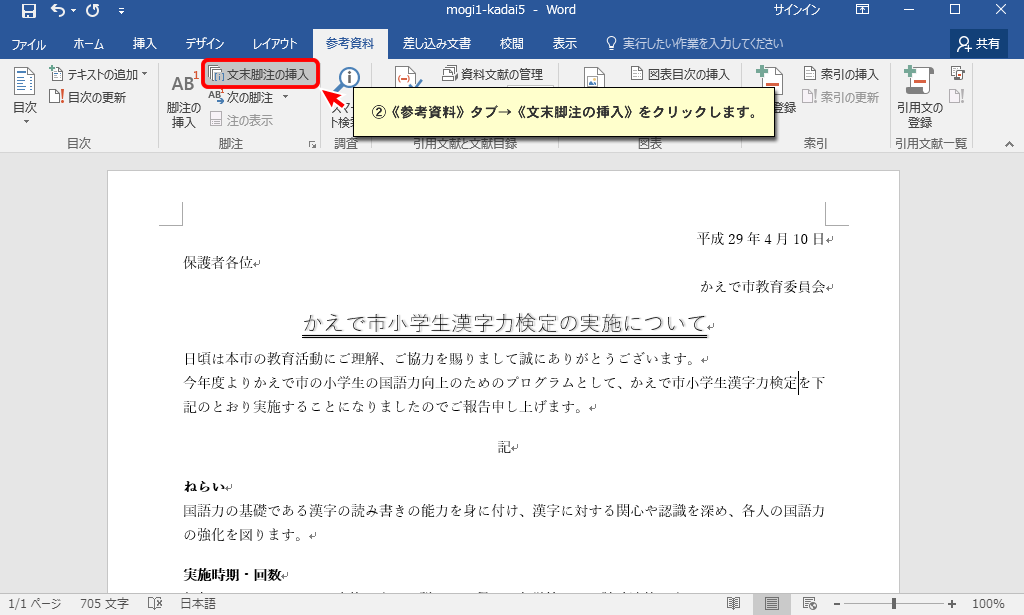 mogi1-kadai5 - Word
サインイン
ファイル ホーム 挿入 デザイン レイアウト 参考資料 差し込み文書 校閲 表示 実行したい作業を入力してください 共有
目次
テキストの追加
目次の更新
目次
AB1
脚注の
挿入
文末脚注の挿入
次の脚注
注の表示
脚注
調査
資料文献の管理
引用文献と文献目録
図表目次の挿入
図表
登録
索引の挿入
索引の更新
索引
引用文の
登録
引用文献一覧
②《参考資料》タブ→《文末脚注の挿入》をクリックします。
平成 29 年 4 月 10 日
保護者各位
かえで市教育委員会
かえで市小学生漢字力検定の実施について
日頃は本市の教育活動にご理解、ご協力を賜りまして誠にありがとうございます。
今年度よりかえで市の小学生の国語力向上のためのプログラムとして、かえで市小学生漢字力検定を下
記のとおり実施することになりましたのでご報告申し上げます。
記
ねらい
国語力の基礎である漢字の読み書きの能力を身に付け、漢字に対する関心や認識を深め、各人の国語力
の強化を図ります。
実施時期・回数
1/1 ページ 705 文字 日本語 100%